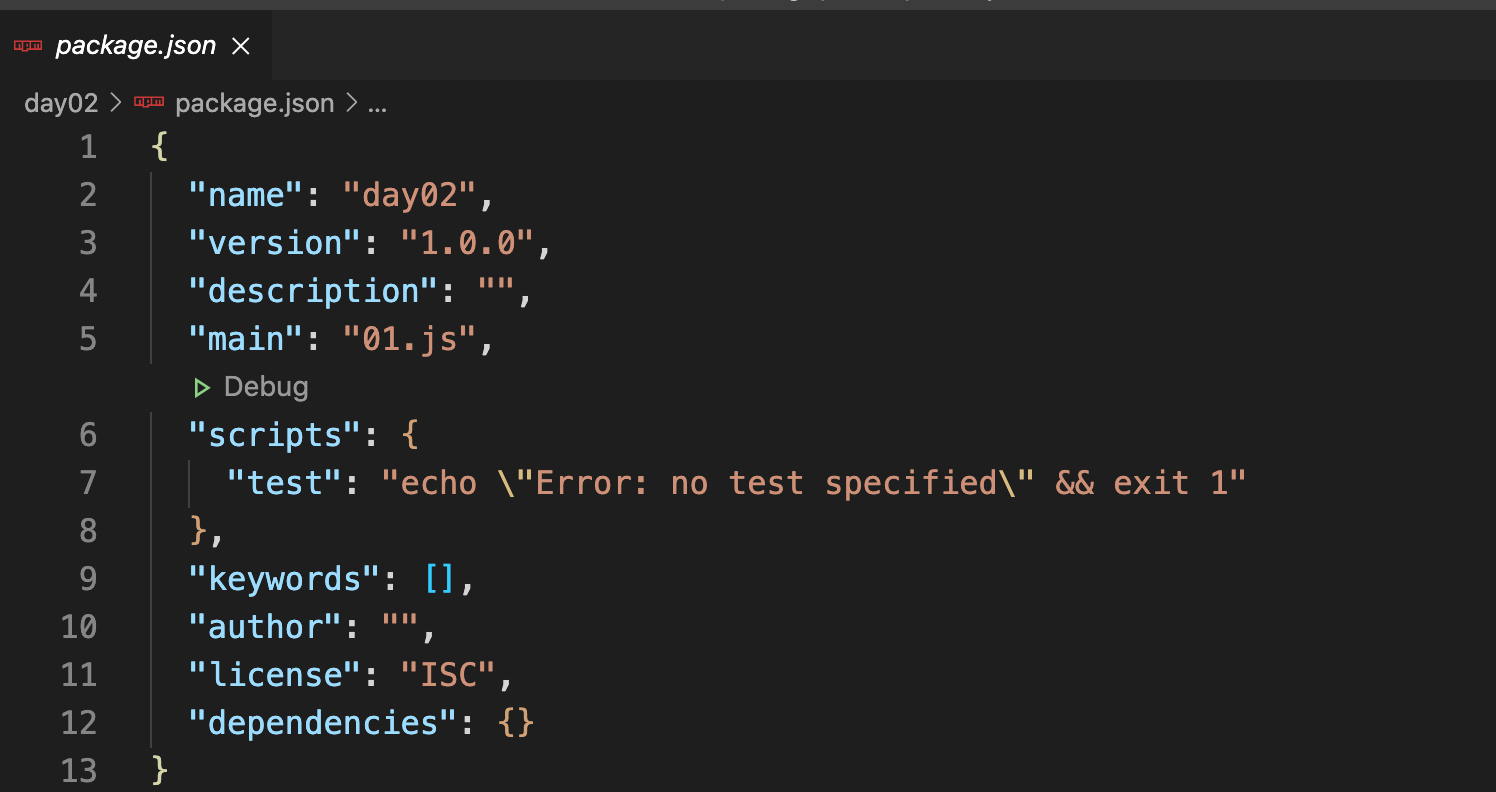 package.json
day02 > package.json > ...
1 {
2 "name": "day02",
3 "version": "1.0.0",
4 "description": "",
5 "main": "01.js",
Debug
6 "scripts": {
7 "test": "echo \"Error: no test specified\" && exit 1"
8 },
9 "keywords": [],
10 "author": "",
11 "license": "ISC",
12 "dependencies": {}
13 }